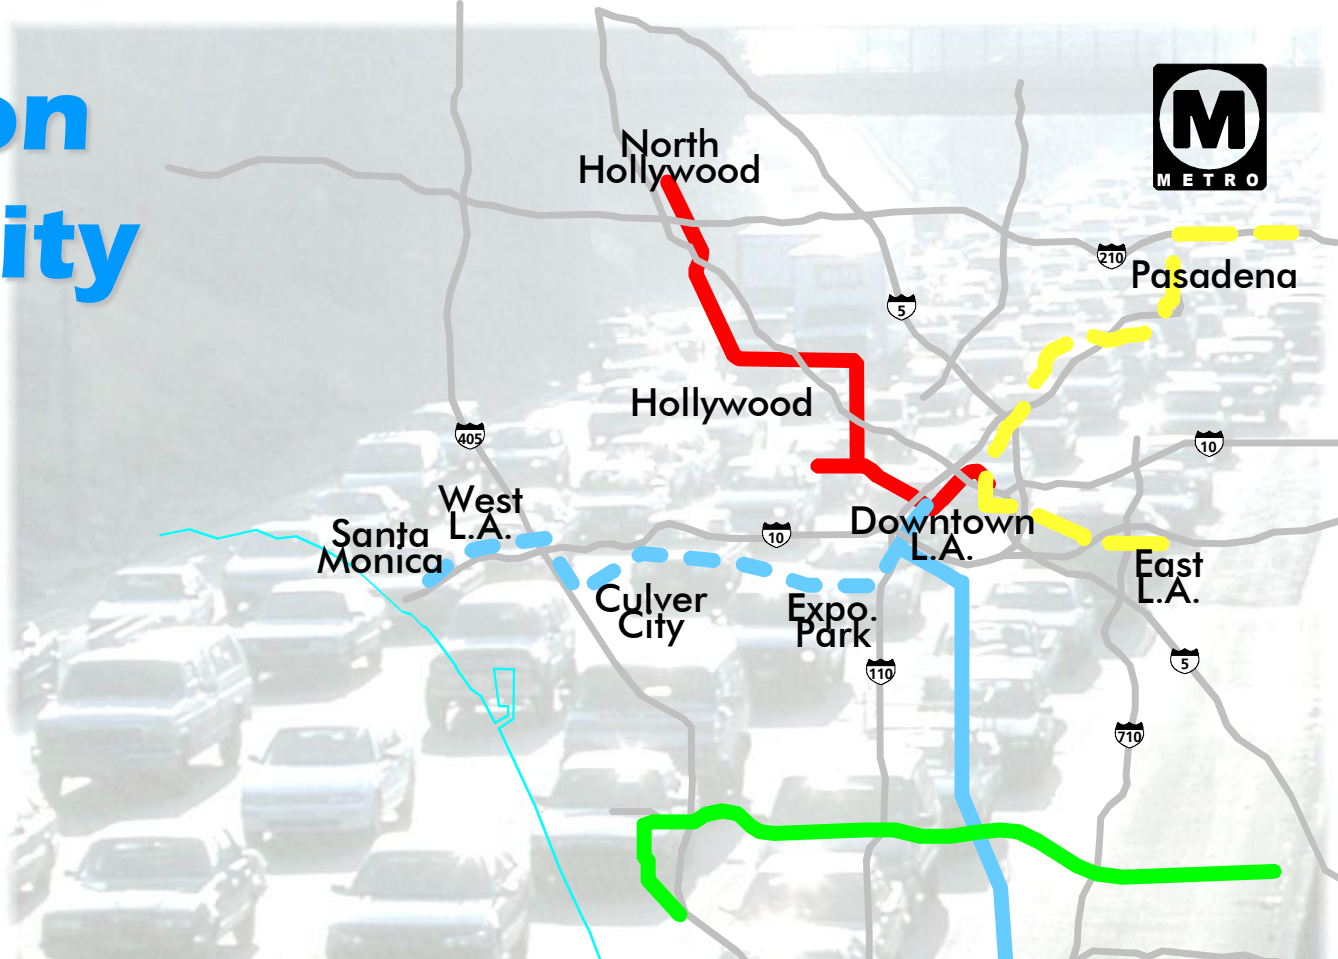 on
ity
M
METRO
North
Hollywood
210
Pasadena
5
Hollywood
405
10
West
L.A.
Santa
Monica
10
Downtown
L.A.
East
L.A.
Culver
City
Expo.
Park
110
5
710